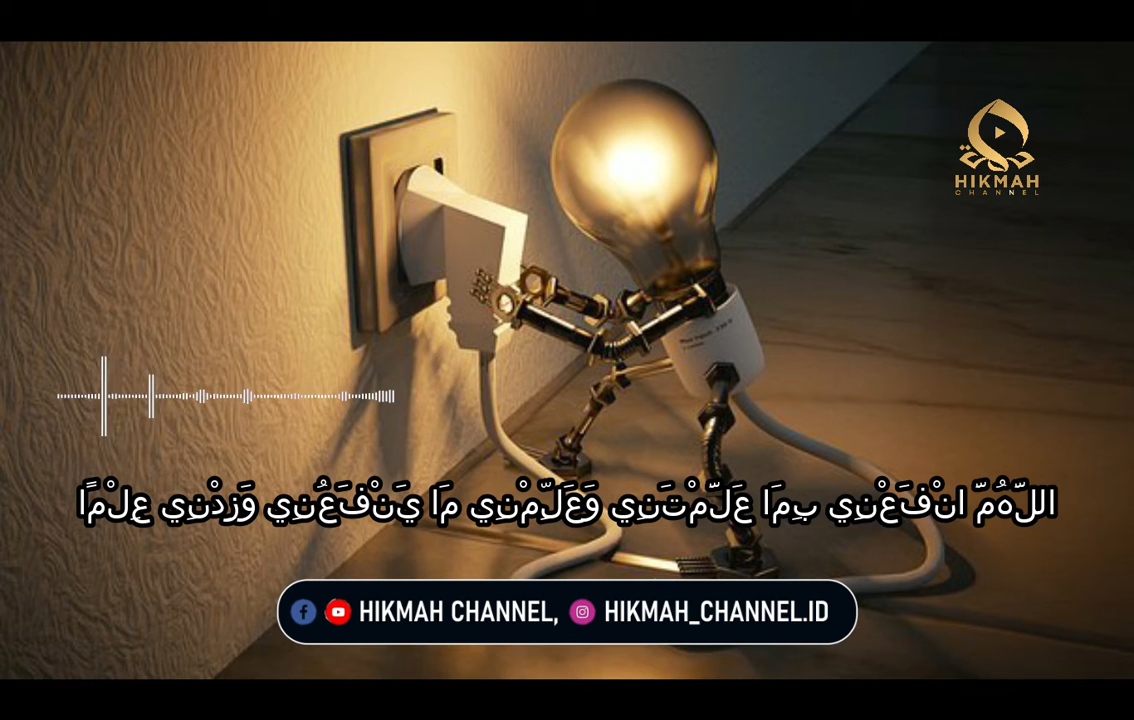 HIKMAH
CHANNEL
اللّهُمّ انْفَعْنِي بِمَا عَلّمْتَنِي وَعَلّمْنِي مَا يَنْفَعُنِي وَزِدْنِي عِلْمًا
HIKMAH CHANNEL, HIKMAH_CHANNEL.ID